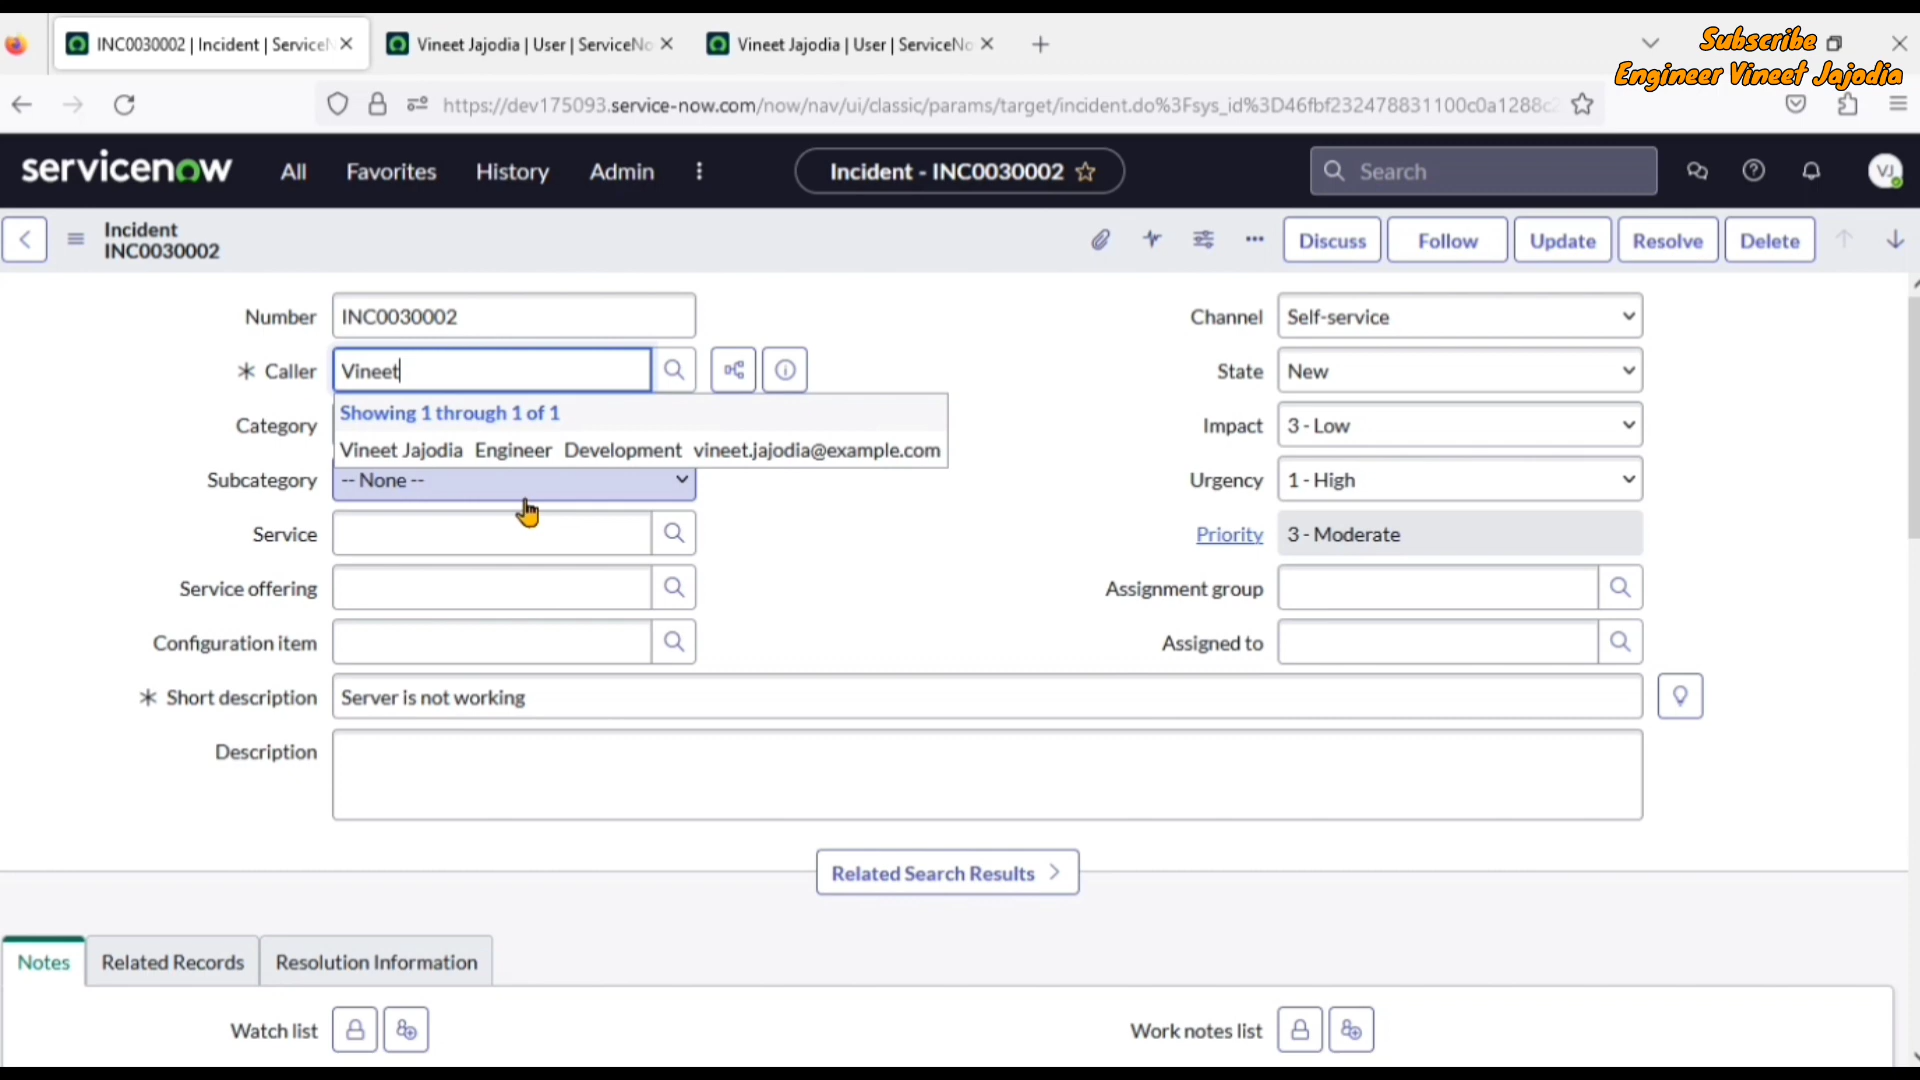 INC0030002 | Incident | Service
Vineet Jajodia | User | ServiceNo
Vineet Jajodia | User | ServiceNo
Subscribe
Engineer Vineet Jajodia
https://dev175093.service-now.com/now/nav/ui/classic/params/target/incident.do%3Fsys_id%3D46fbf232478831100c0a1288c2
servicenow
All
Favorites
History
Admin
Incident - INC0030002
Search
VJ
Incident
INC0030002
Discuss
Follow
Update
Resolve
Delete
Number INC0030002
Channel Self-service
Caller Vineet
State New
Showing 1 through 1 of 1
Category
Impact 3 - Low
Vineet Jajodia Engineer Development vineet.jajodia@example.com
Subcategory -- None --
Urgency 1 - High
Service
Priority 3 - Moderate
Service offering
Assignment group
Configuration item
Assigned to
Short description Server is not working
Description
Related Search Results
Notes
Related Records
Resolution Information
Watch list
Work notes list